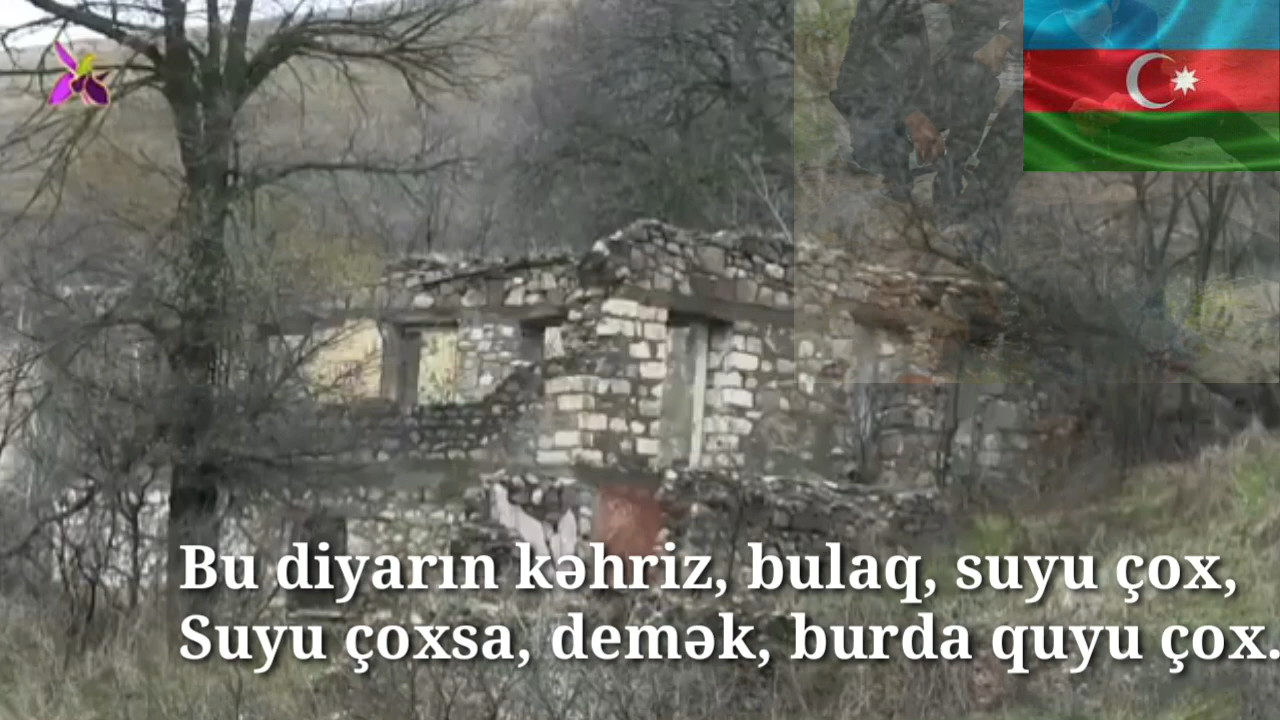 Bu diyarın kəhriz, bulaq, suyu çox,
Suyu çoxsa, demək, burda quyu çox.